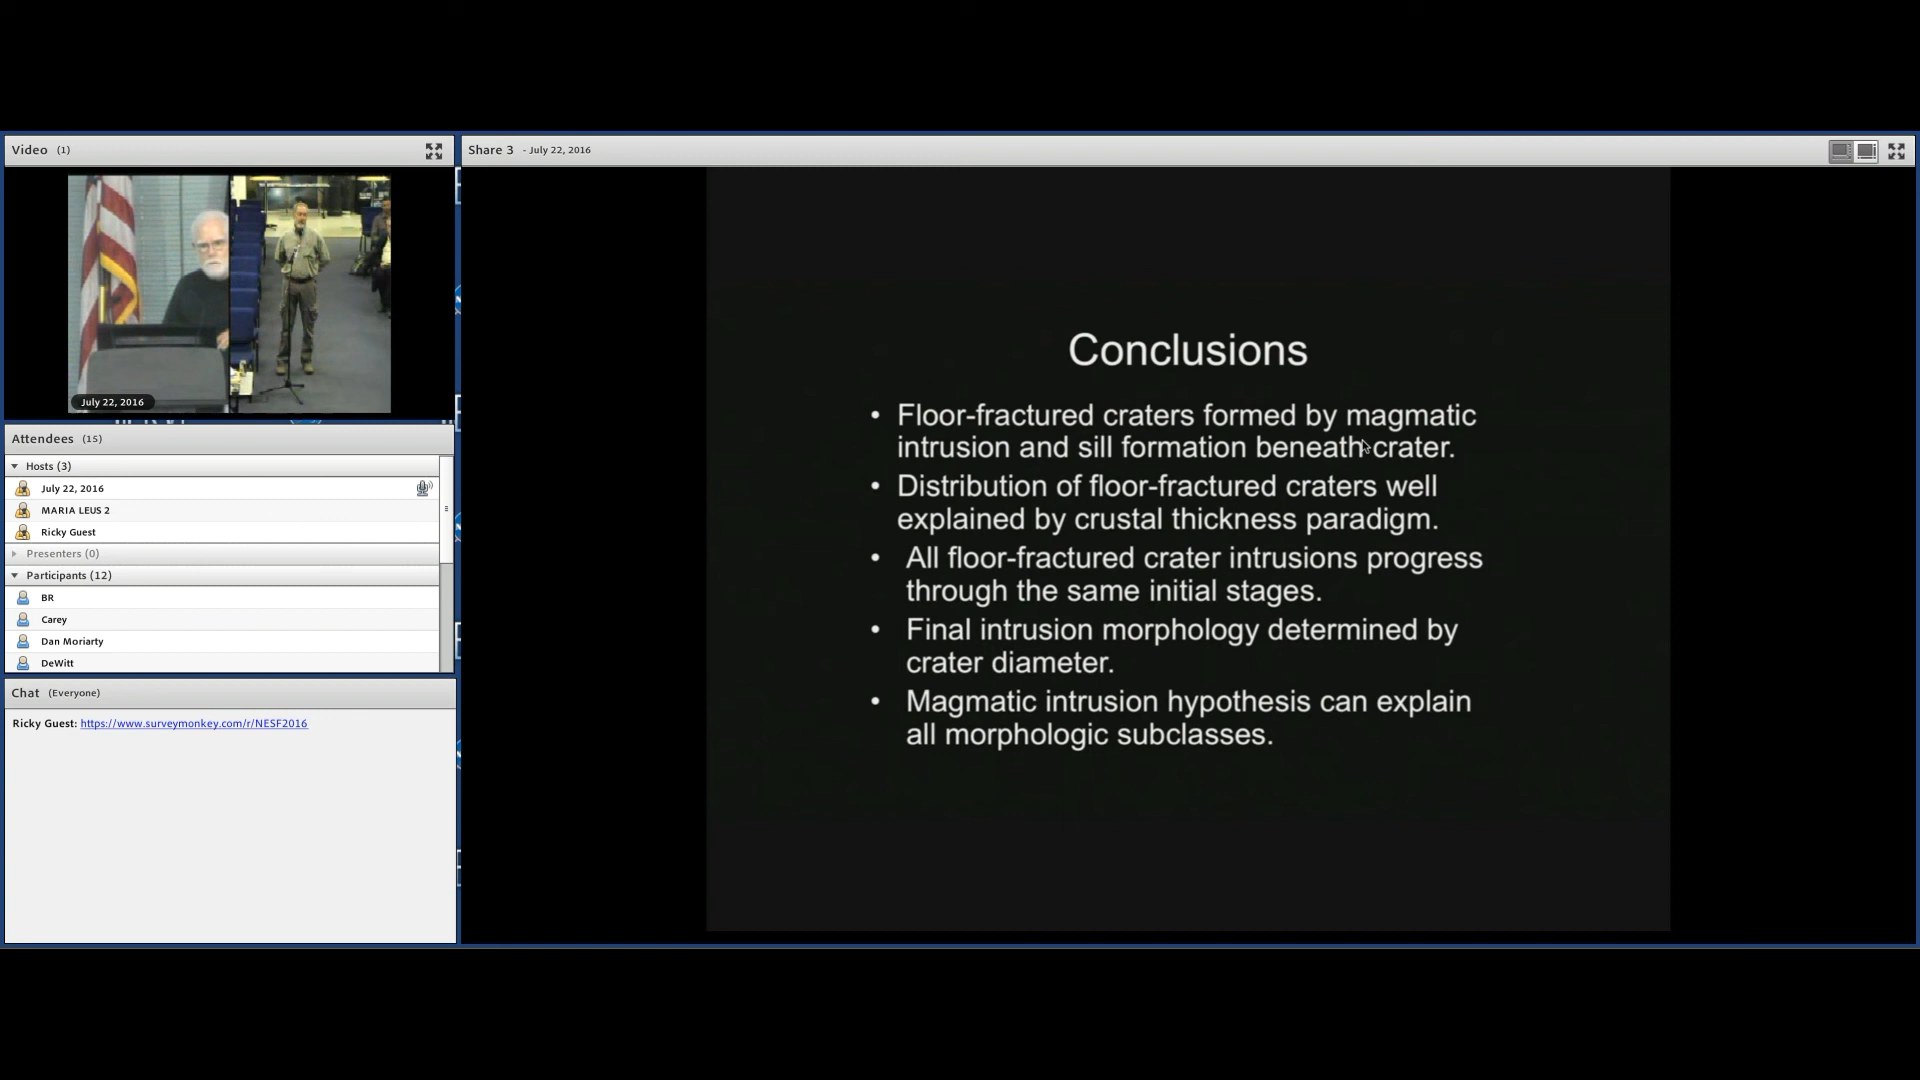 Video (1)
July 22, 2016
Attendees (15)
Hosts (3)
July 22, 2016
MARIA LEUS 2
Ricky Guest
Presenters (0)
Participants (12)
BR
Carey
Dan Moriarty
DeWitt
Chat (Everyone)
Ricky Guest: https://www.surveymonkey.com/r/NESF2016
Share 3 - July 22, 2016
Conclusions
• Floor-fractured craters formed by magmatic
intrusion and sill formation beneath crater.
• Distribution of floor-fractured craters well
explained by crustal thickness paradigm.
• All floor-fractured crater intrusions progress
through the same initial stages.
• Final intrusion morphology determined by
crater diameter.
• Magmatic intrusion hypothesis can explain
all morphologic subclasses.